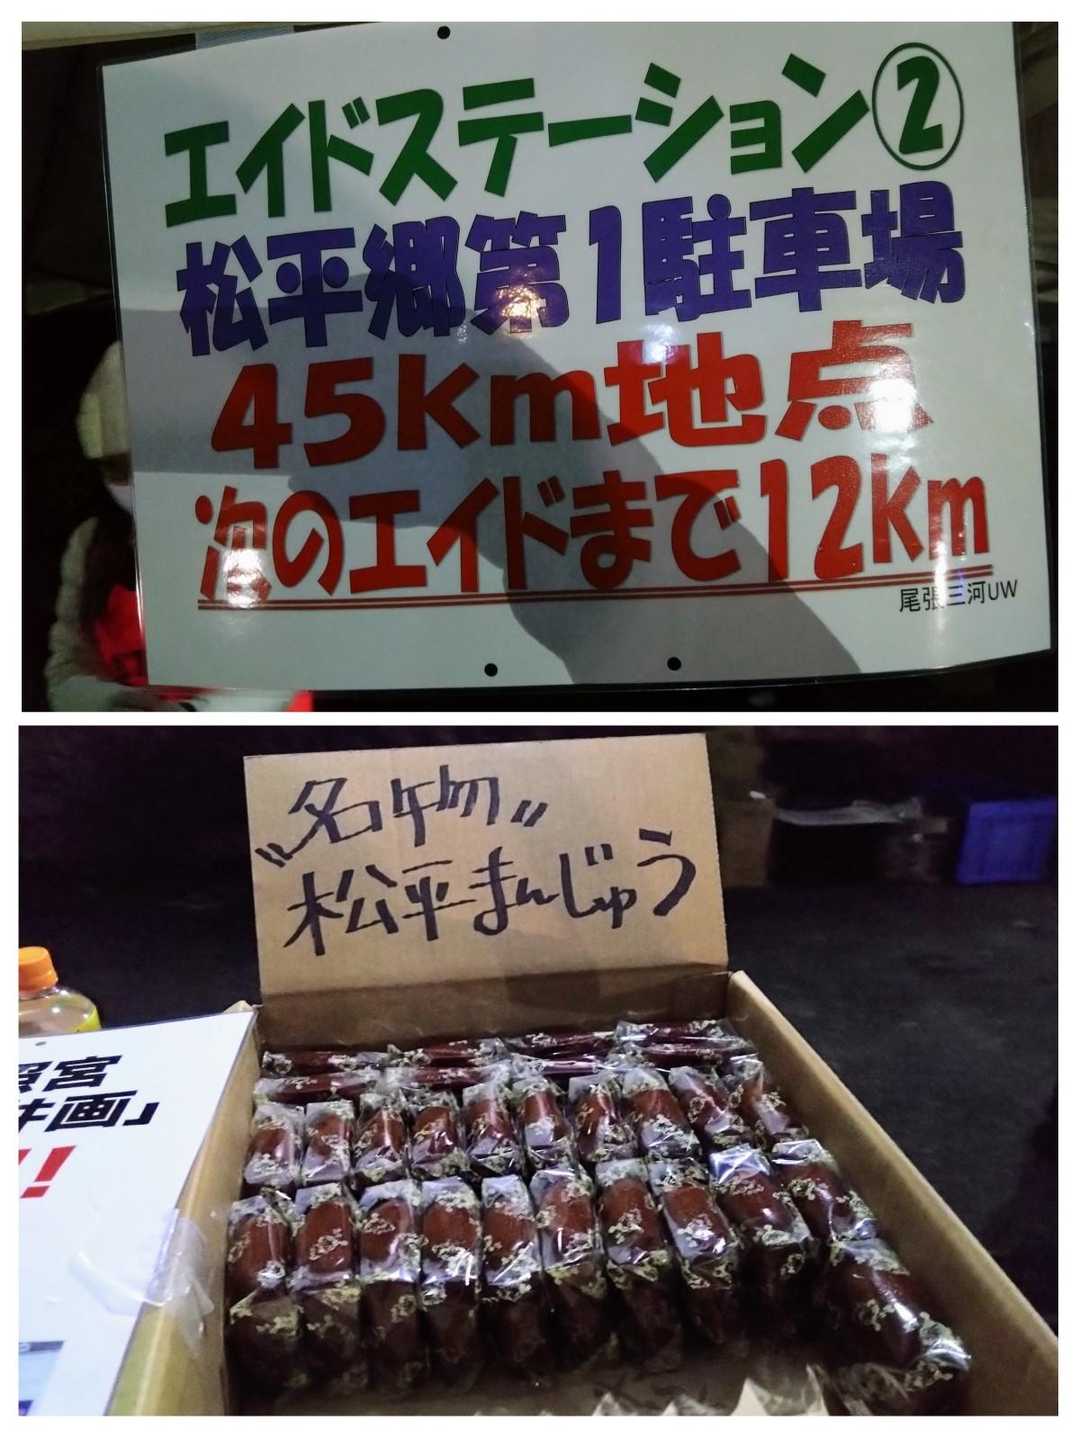 エイドステーション②
松平郷第1駐車場
45km地点
次のエイドまで12km
尾張三河UW
〃名物〃
松平まんじゅう
宮
画」
!